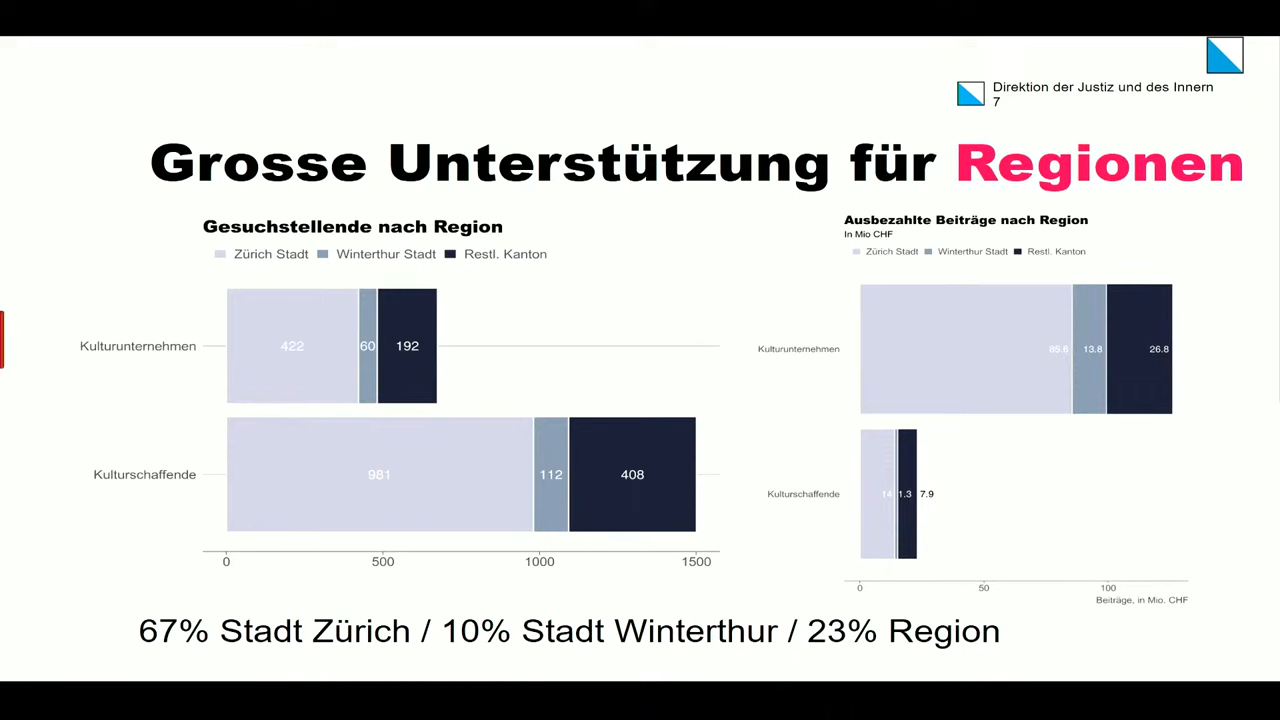 Direktion der Justiz und des Innern
7
Grosse Unterstützung für Regionen
Gesuchstellende nach Region
Zürich Stadt Winterthur Stadt Restl. Kanton
Kulturunternehmen 422 60 192
Kulturschaffende 981 112 408
0 500 1000 1500
Ausbezahlte Beiträge nach Region
In Mio CHF
Zürich Stadt Winterthur Stadt Restl. Kanton
Kulturunternehmen 85.6 13.8 26.8
Kulturschaffende 14 1.3 7.9
0 50 100
Beiträge, in Mio. CHF
67% Stadt Zürich / 10% Stadt Winterthur / 23% Region